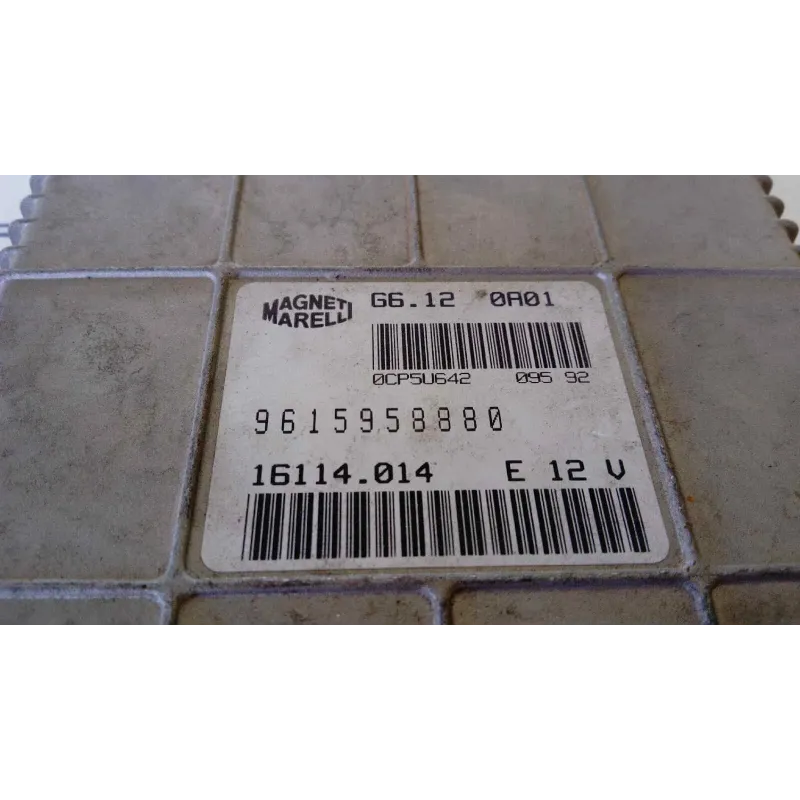 MAGNETI MARELLI G6.12 0A01
0CP5U642 095 92
9615958880
16114.014 E 12 V